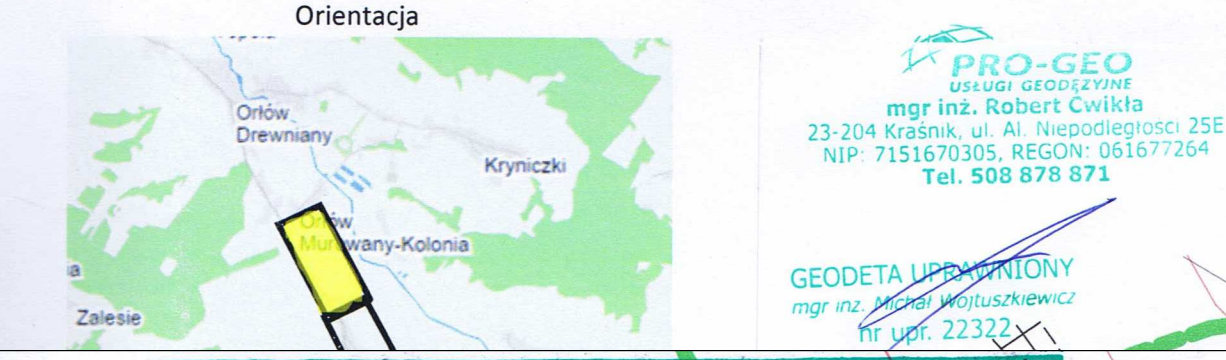 Orientacja
Orłów
Drewniany
Kryniczki
Orłów
Murowany-Kolonia
Zalesie
PRO-GEO
USŁUGI GEODEZYJNE
mgr inż. Robert Ćwikła
23-204 Kraśnik, ul. Al. Niepodległości 25E
NIP: 7151670305, REGON: 061677264
Tel. 508 878 871
GEODETA UPRAWNIONY
mgr inż. Michał Wojtuszkiewicz
nr upr. 22322